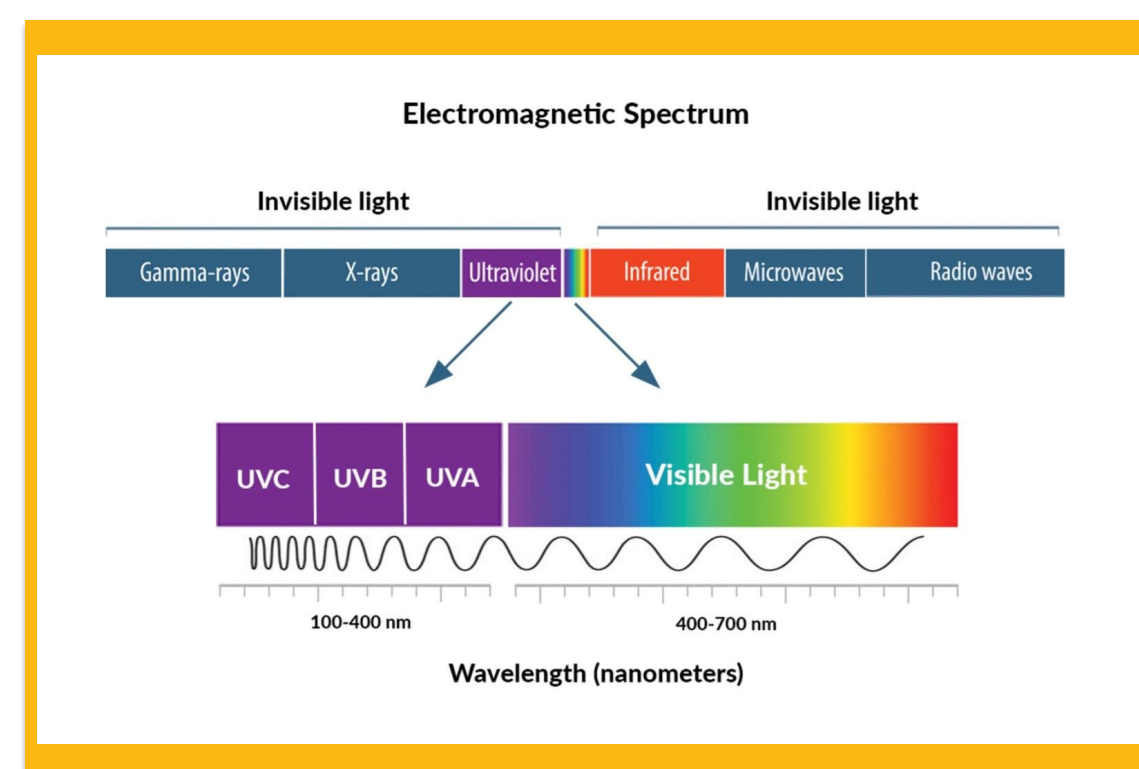 Electromagnetic Spectrum
Invisible light
Invisible light
Gamma-rays X-rays Ultraviolet Infrared Microwaves Radio waves
UVC UVB UVA Visible Light
100-400 nm 400-700 nm
Wavelength (nanometers)